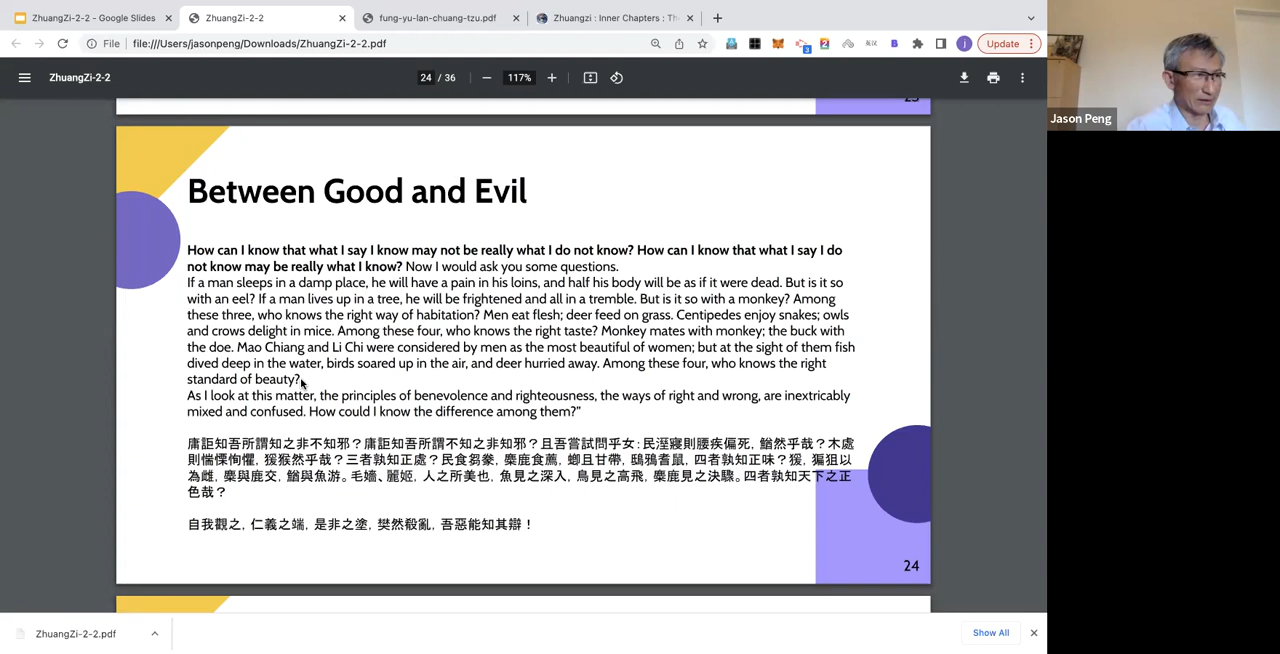 ZhuangZi-2-2 - Google Slides
ZhuangZi-2-2
fung-yu-lan-chuang-tzu.pdf
Zhuangzi : Inner Chapters : Th
File
file:///Users/jasonpeng/Downloads/ZhuangZi-2-2.pdf
Update
ZhuangZi-2-2
24 / 36
117%
Jason Peng
23
Between Good and Evil
How can I know that what I say I know may not be really what I do not know? How can I know that what I say I do
not know may be really what I know? Now I would ask you some questions.
If a man sleeps in a damp place, he will have a pain in his loins, and half his body will be as if it were dead. But is it so
with an eel? If a man lives up in a tree, he will be frightened and all in a tremble. But is it so with a monkey? Among
these three, who knows the right way of habitation? Men eat flesh; deer feed on grass. Centipedes enjoy snakes; owls
and crows delight in mice. Among these four, who knows the right taste? Monkey mates with monkey; the buck with
the doe. Mao Chiang and Li Chi were considered by men as the most beautiful of women; but at the sight of them fish
dived deep in the water, birds soared up in the air, and deer hurried away. Among these four, who knows the right
standard of beauty?
As I look at this matter, the principles of benevolence and righteousness, the ways of right and wrong, are inextricably
mixed and confused. How could I know the difference among them?”
庸詎知吾所謂知之非不知邪？庸詎知吾所謂不知之非知邪？且吾嘗試問乎女：民溼寢則腰疾偏死，鰌然乎哉？木處
則惴慄恂懼，猨猴然乎哉？三者孰知正處？民食芻豢，麋鹿食薦，蝍且甘帶，鴟鴉耆鼠，四者孰知正味？猨，猵狙以
為雌，麋與鹿交，鰌與魚游。毛嬙、麗姬，人之所美也，魚見之深入，鳥見之高飛，麋鹿見之決驟。四者孰知天下之正
色哉？
自我觀之，仁義之端，是非之塗，樊然殽亂，吾惡能知其辯！
24
ZhuangZi-2-2.pdf
Show All